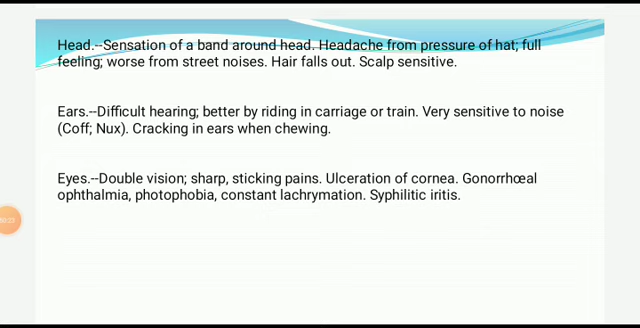 Head.--Sensation of a band around head. Headache from pressure of hat; full
feeling; worse from street noises. Hair falls out. Scalp sensitive.
Ears.--Difficult hearing; better by riding in carriage or train. Very sensitive to noise
(Coff; Nux). Cracking in ears when chewing.
Eyes.--Double vision; sharp, sticking pains. Ulceration of cornea. Gonorrhœal
ophthalmia, photophobia, constant lachrymation. Syphilitic iritis.